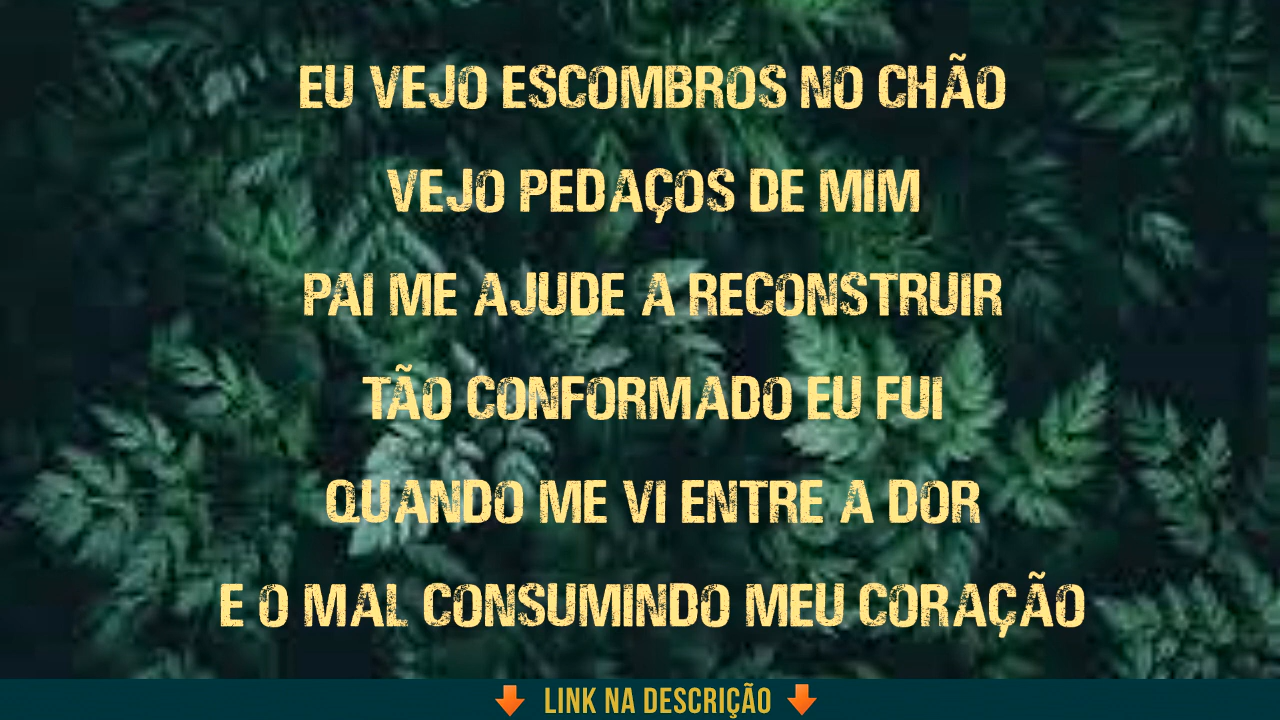 EU VEJO ESCOMBROS NO CHÃO
VEJO PEDAÇOS DE MIM
PAI ME AJUDE A RECONSTRUIR
TÃO CONFORMADO EU FUI
QUANDO ME VI ENTRE A DOR
E O MAL CONSUMINDO MEU CORAÇÃO
LINK NA DESCRIÇÃO